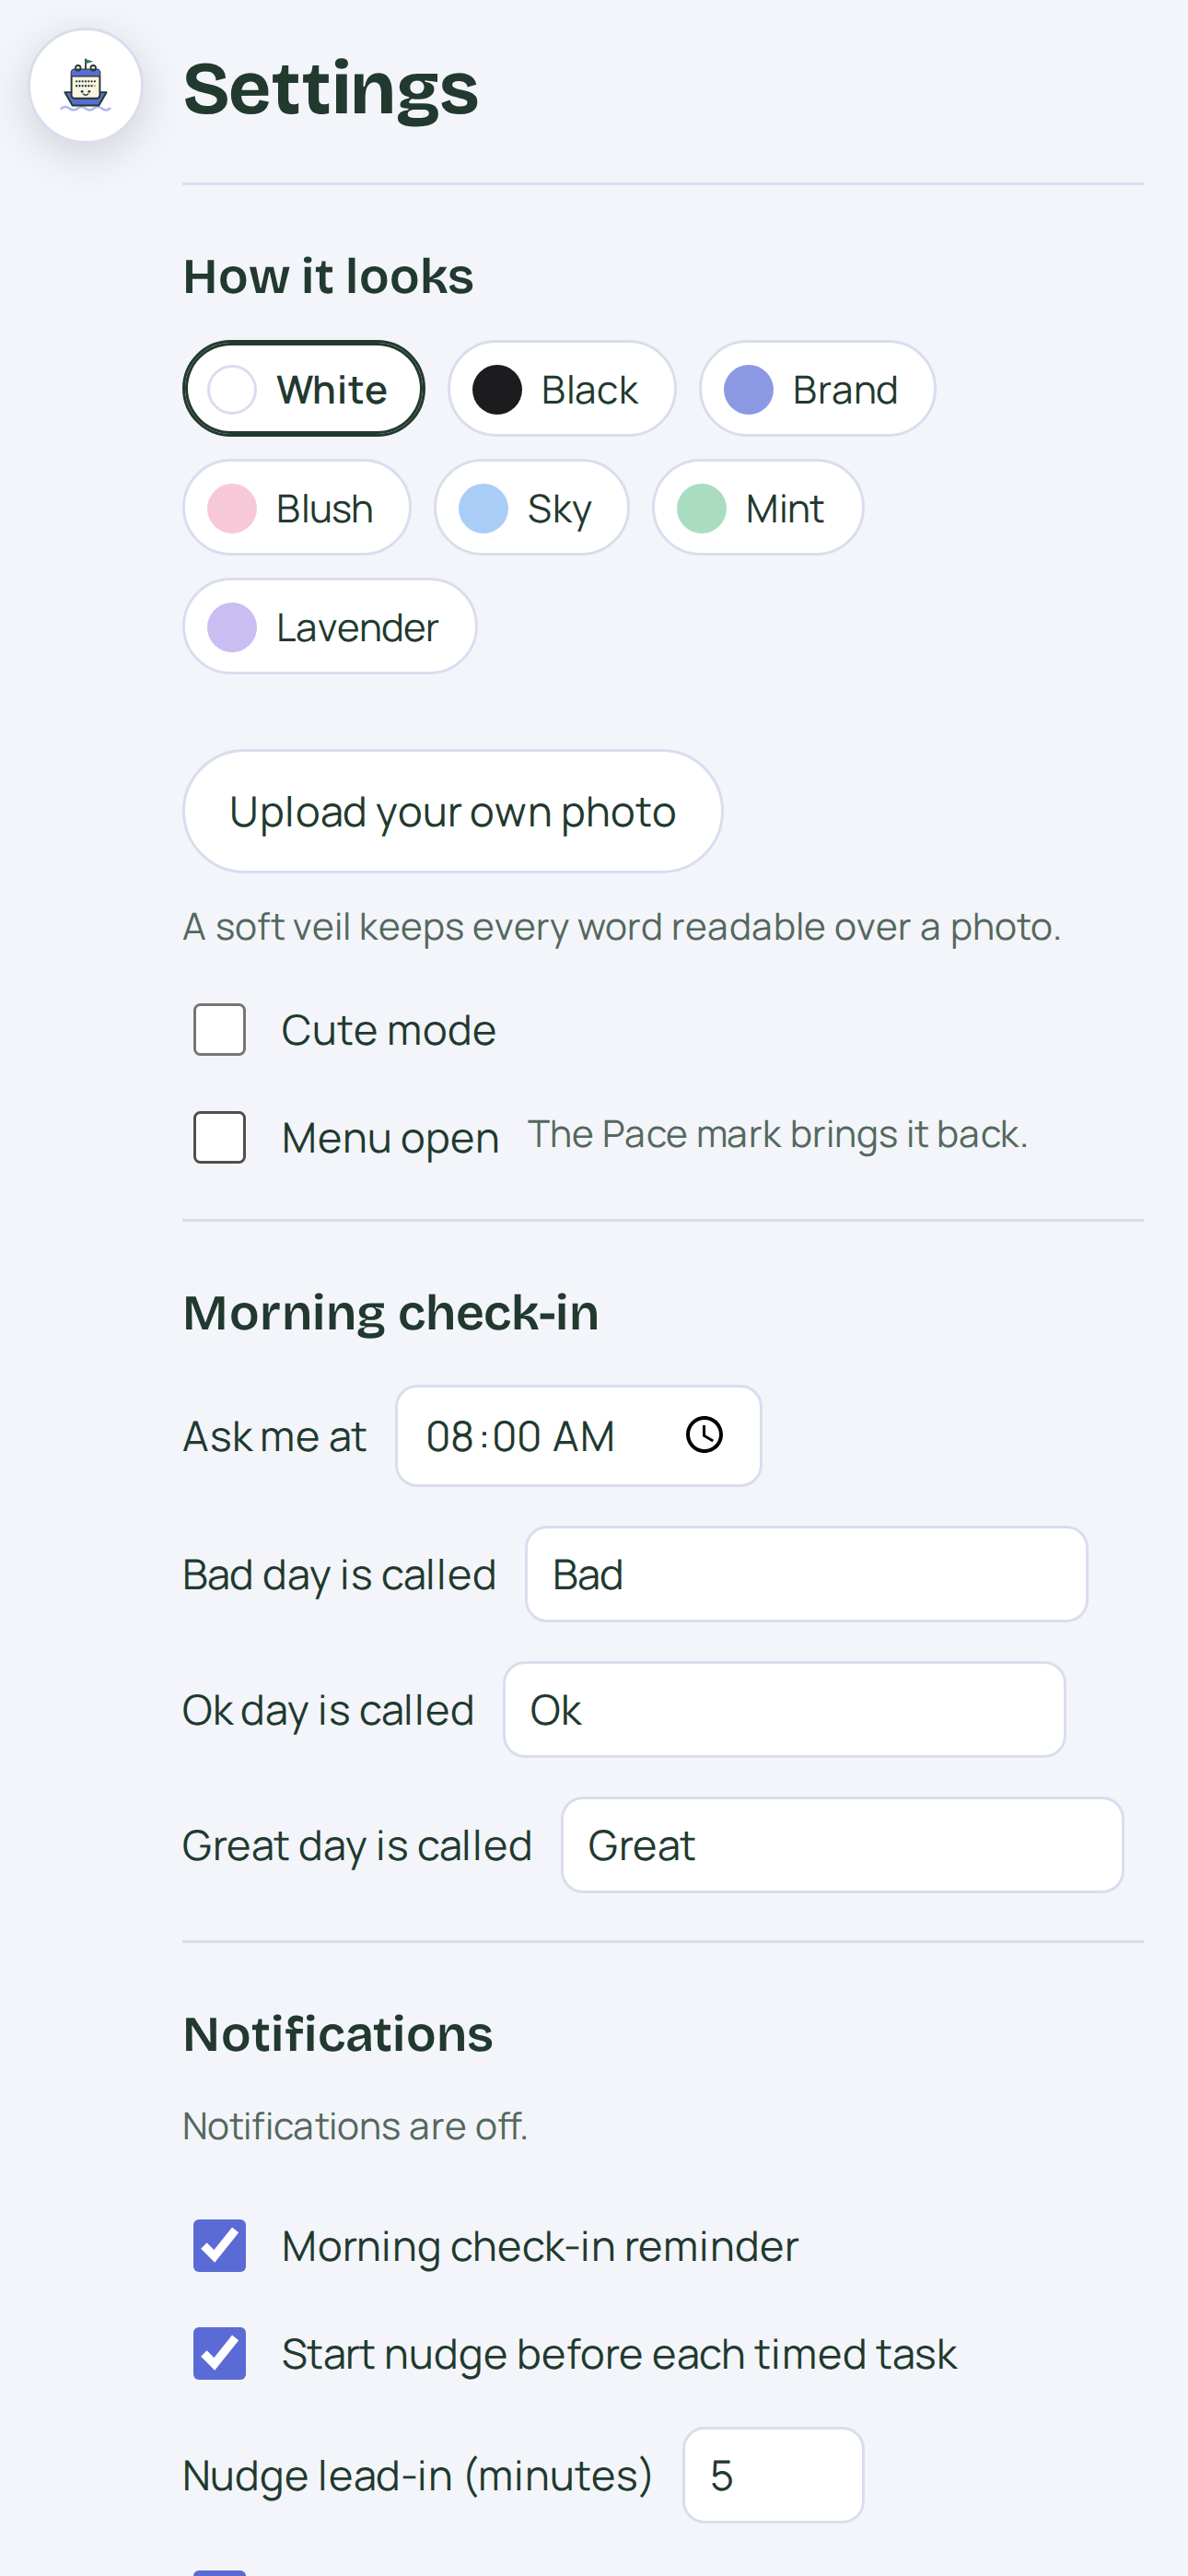 Settings
How it looks
White Black Brand
Blush Sky Mint
Lavender
Upload your own photo
A soft veil keeps every word readable over a photo.
Cute mode
Menu open The Pace mark brings it back.
Morning check-in
Ask me at 08:00 AM
Bad day is called Bad
Ok day is called Ok
Great day is called Great
Notifications
Notifications are off.
Morning check-in reminder
Start nudge before each timed task
Nudge lead-in (minutes) 5